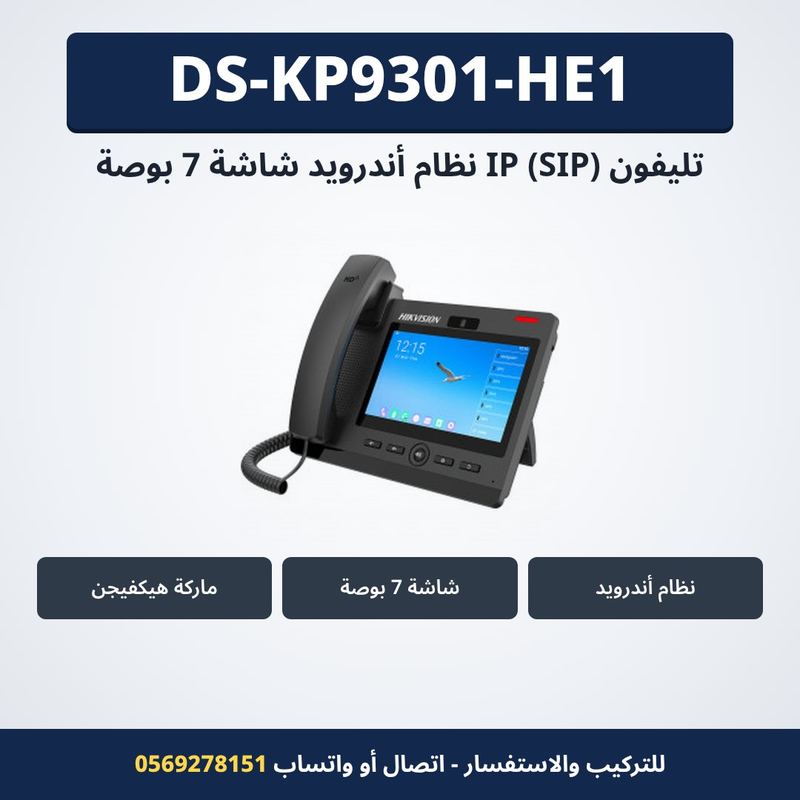 DS-KP9301-HE1
تليفون IP (SIP) نظام أندرويد شاشة 7 بوصة
HD
HIKVISION
12:15
نظام أندرويد
شاشة 7 بوصة
ماركة هيكفيجن
للتركيب والاستفسار - اتصال أو واتساب 0569278151